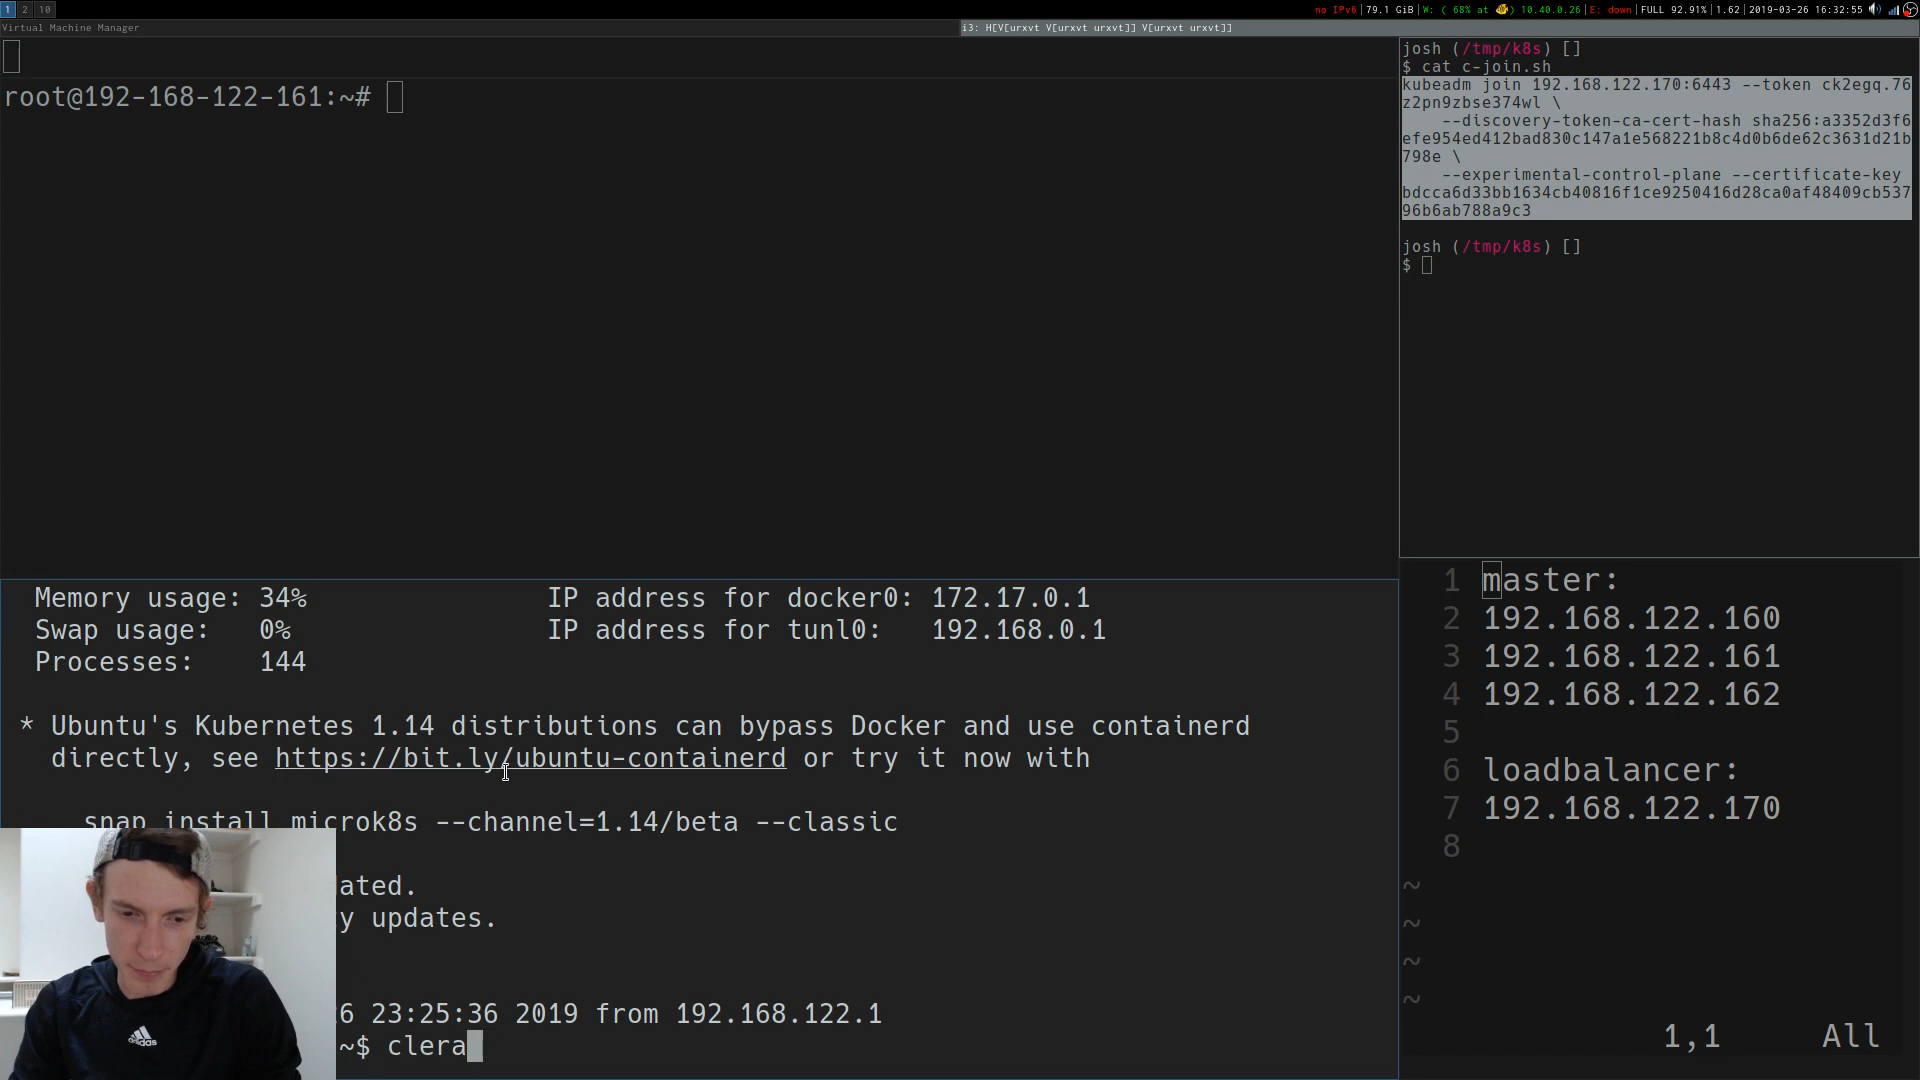 1 2 10
no IPv6|79.1 GiB|W: ( 68% at 🐠) 10.40.0.26|E: down|FULL 92.91%|1.62|2019-03-26 16:32:55
Virtual Machine Manager
i3: H[V[urxvt V[urxvt urxvt]] V[urxvt urxvt]]
root@192-168-122-161:~#
josh (/tmp/k8s) []
$ cat c-join.sh
kubeadm join 192.168.122.170:6443 --token ck2egq.76
z2pn9zbse374wl \
--discovery-token-ca-cert-hash sha256:a3352d3f6
efe954ed412bad830c147a1e568221b8c4d0b6de62c3631d21b
798e \
--experimental-control-plane --certificate-key
bdcca6d33bb1634cb40816f1ce9250416d28ca0af48409cb537
96b6ab788a9c3
josh (/tmp/k8s) []
$
Memory usage: 34% IP address for docker0: 172.17.0.1
Swap usage: 0% IP address for tunl0: 192.168.0.1
Processes: 144
* Ubuntu's Kubernetes 1.14 distributions can bypass Docker and use containerd
directly, see https://bit.ly/ubuntu-containerd or try it now with
snap install microk8s --channel=1.14/beta --classic
ated.
y updates.
6 23:25:36 2019 from 192.168.122.1
~$ clera
1 master:
2 192.168.122.160
3 192.168.122.161
4 192.168.122.162
5
6 loadbalancer:
7 192.168.122.170
8
~
~
~
~
1,1 All
adidas